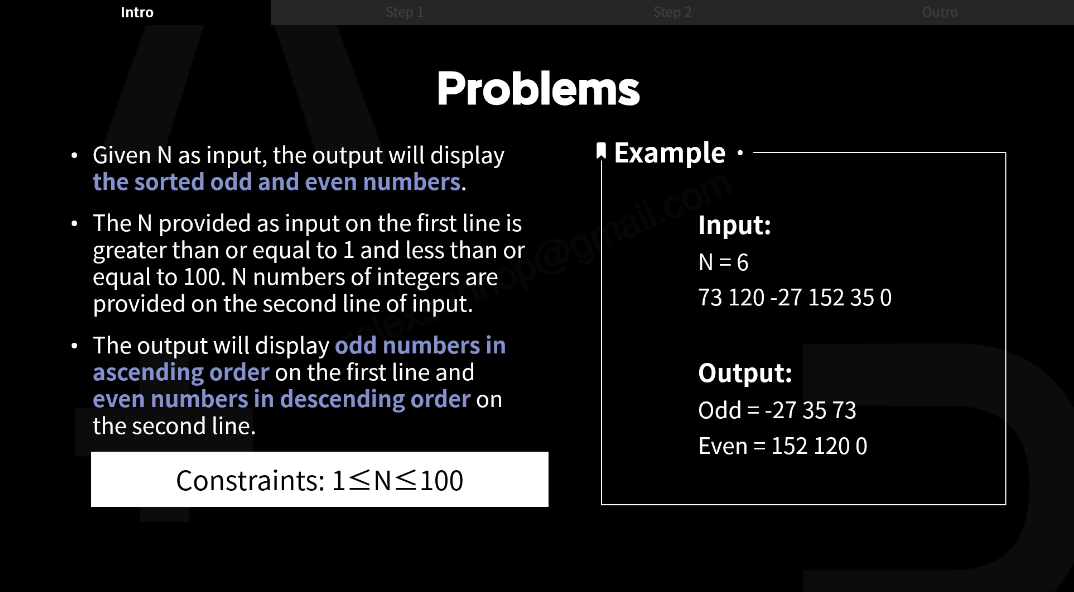 Intro
Step 1
Step 2
Outro
Problems
• Given N as input, the output will display
the sorted odd and even numbers.
• The N provided as input on the first line is
greater than or equal to 1 and less than or
equal to 100. N numbers of integers are
provided on the second line of input.
• The output will display odd numbers in
ascending order on the first line and
even numbers in descending order on
the second line.
Constraints: 1≤N≤100
Example
Input:
N = 6
73 120 -27 152 35 0
Output:
Odd = -27 35 73
Even = 152 120 0